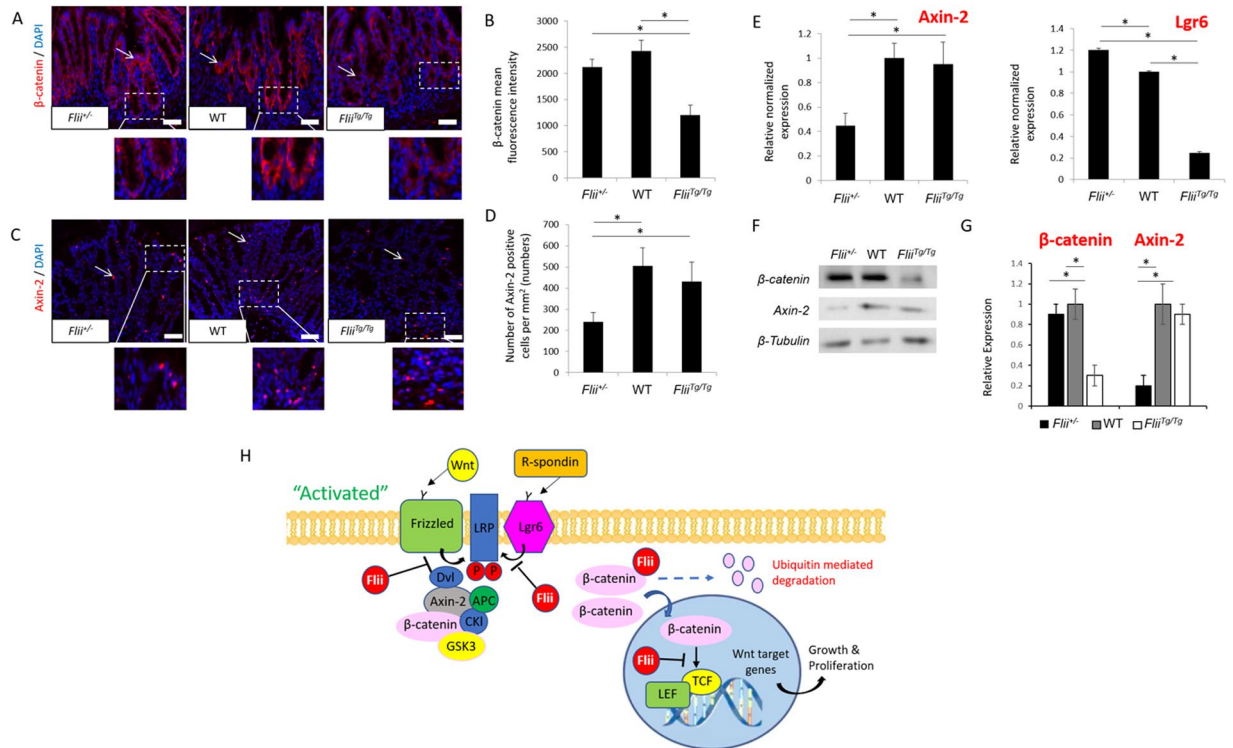 A
β-catenin / DAPI
Flii+/-
WT
FliiTg/Tg
B
β-catenin mean
fluorescence intensity
3000
2500
2000
1500
1000
500
0
*
*
Flii+/-
WT
FliiTg/Tg
E
Axin-2
Relative normalized
expression
1.2
1
0.8
0.6
0.4
0.2
0
*
*
Flii+/-
WT
FliiTg/Tg
Lgr6
Relative normalized
expression
1.4
1.2
1
0.8
0.6
0.4
0.2
0
*
*
*
Flii+/-
WT
FliiTg/Tg
C
Axin-2 / DAPI
Flii+/-
WT
FliiTg/Tg
D
Number of Axin-2 positive
cells per mm2 (numbers)
700
600
500
400
300
200
100
0
*
*
Flii+/-
WT
FliiTg/Tg
F
Flii+/- WT FliiTg/Tg
β-catenin
Axin-2
β-Tubulin
G
β-catenin Axin-2
Relative Expression
1.4
1.2
1
0.8
0.6
0.4
0.2
0
*
*
*
*
Flii+/- WT FliiTg/Tg
H
"Activated"
Wnt
R-spondin
Y
Y
Frizzled
LRP
Lgr6
P P
Flii
Dvl
Flii
Axin-2
APC
β-catenin
CKI
GSK3
Flii
β-catenin
β-catenin
Ubiquitin mediated
degradation
β-catenin
Flii
TCF
LEF
Wnt target
genes
Growth &
Proliferation